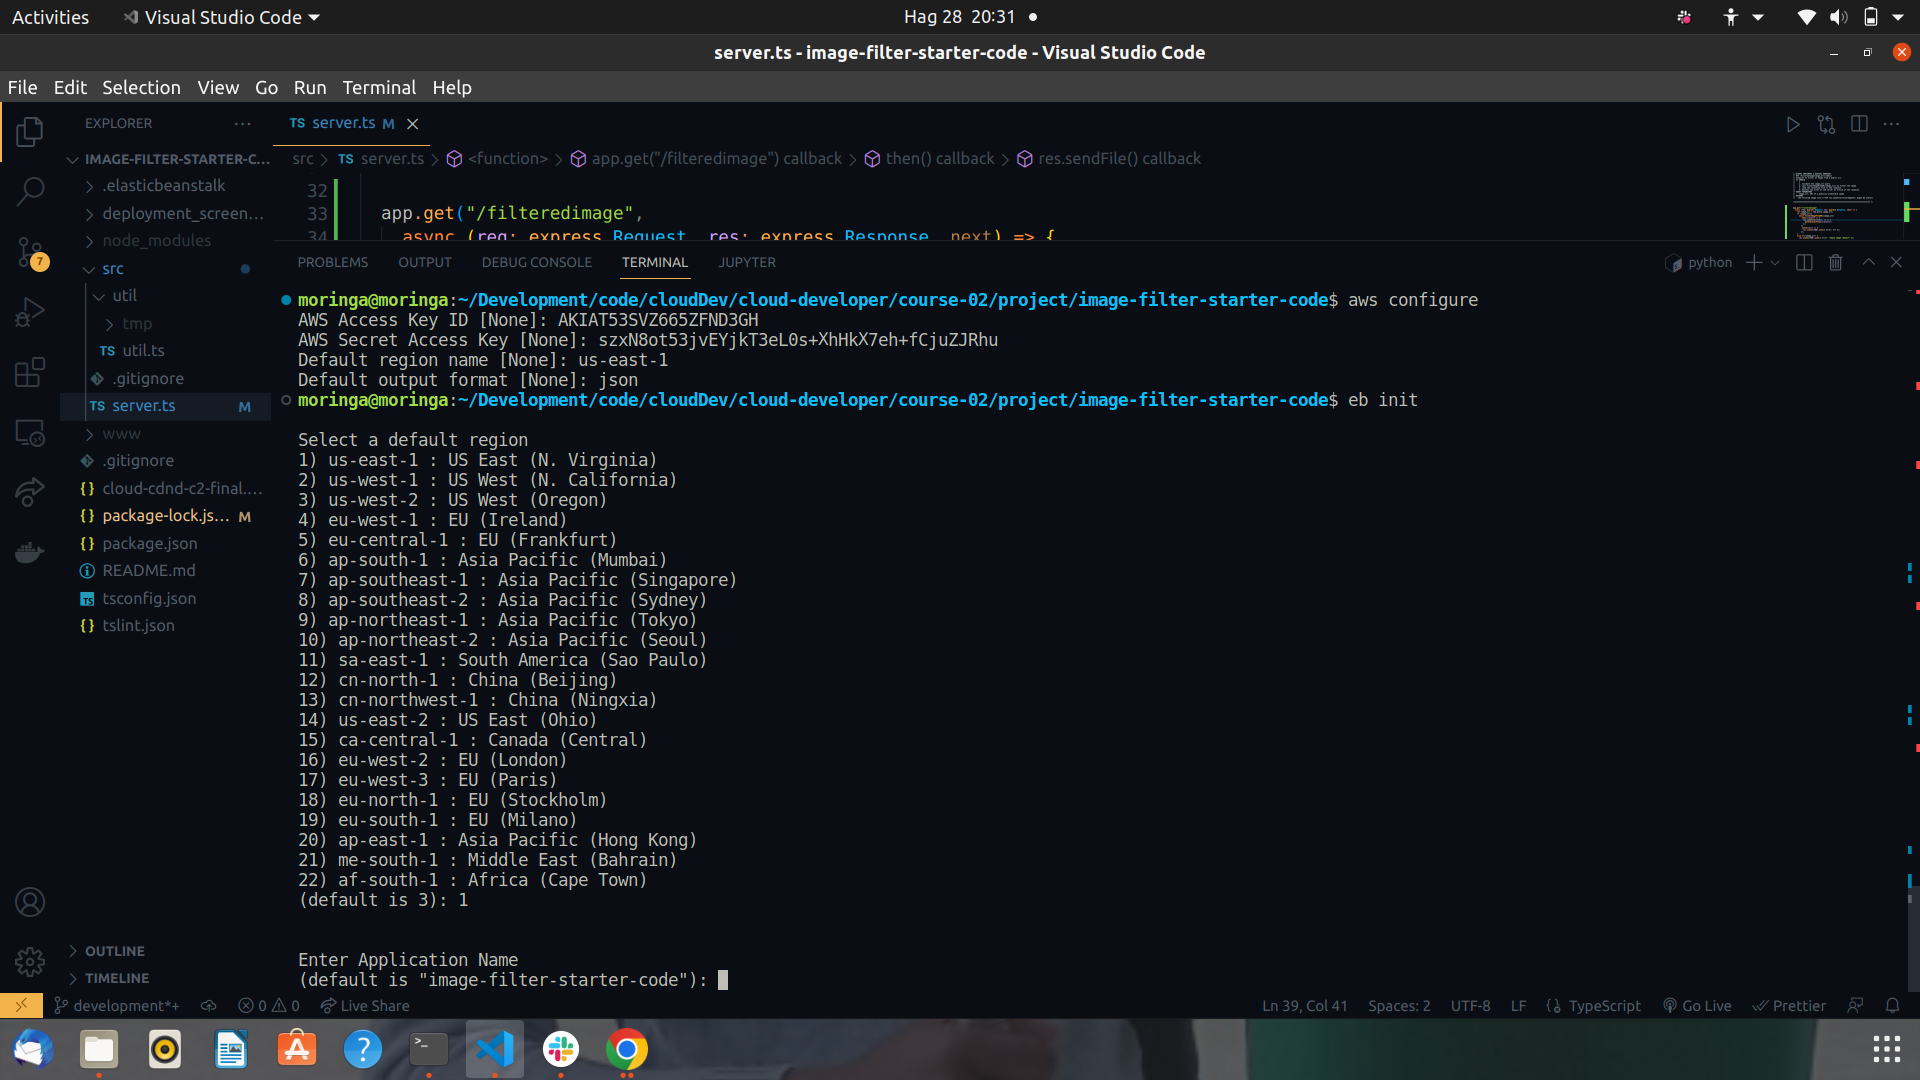 Activities
Visual Studio Code
Hag 28 20:31
server.ts - image-filter-starter-code - Visual Studio Code
File Edit Selection View Go Run Terminal Help
EXPLORER
IMAGE-FILTER-STARTER-C...
.elasticbeanstalk
deployment_screen...
node_modules
src
util
tmp
TS util.ts
.gitignore
TS server.ts M
www
.gitignore
{} cloud-cdnd-c2-final....
{} package-lock.js... M
{} package.json
README.md
TS tsconfig.json
{} tslint.json
OUTLINE
TIMELINE
7
TS server.ts M
src > TS server.ts > <function> > app.get("/filteredimage") callback > then() callback > res.sendFile() callback
32
33 app.get("/filteredimage",
34 async (req: express.Request, res: express.Response, next) => {
PROBLEMS OUTPUT DEBUG CONSOLE TERMINAL JUPYTER
python
moringa@moringa:~/Development/code/cloudDev/cloud-developer/course-02/project/image-filter-starter-code$ aws configure
AWS Access Key ID [None]: AKIAT53SVZ665ZFND3GH
AWS Secret Access Key [None]: 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
Default region name [None]: us-east-1
Default output format [None]: json
moringa@moringa:~/Development/code/cloudDev/cloud-developer/course-02/project/image-filter-starter-code$ eb init
Select a default region
1) us-east-1 : US East (N. Virginia)
2) us-west-1 : US West (N. California)
3) us-west-2 : US West (Oregon)
4) eu-west-1 : EU (Ireland)
5) eu-central-1 : EU (Frankfurt)
6) ap-south-1 : Asia Pacific (Mumbai)
7) ap-southeast-1 : Asia Pacific (Singapore)
8) ap-southeast-2 : Asia Pacific (Sydney)
9) ap-northeast-1 : Asia Pacific (Tokyo)
10) ap-northeast-2 : Asia Pacific (Seoul)
11) sa-east-1 : South America (Sao Paulo)
12) cn-north-1 : China (Beijing)
13) cn-northwest-1 : China (Ningxia)
14) us-east-2 : US East (Ohio)
15) ca-central-1 : Canada (Central)
16) eu-west-2 : EU (London)
17) eu-west-3 : EU (Paris)
18) eu-north-1 : EU (Stockholm)
19) eu-south-1 : EU (Milano)
20) ap-east-1 : Asia Pacific (Hong Kong)
21) me-south-1 : Middle East (Bahrain)
22) af-south-1 : Africa (Cape Town)
(default is 3): 1
Enter Application Name
(default is "image-filter-starter-code"):
development*+ 0 0 Live Share
Ln 39, Col 41 Spaces: 2 UTF-8 LF {} TypeScript Go Live Prettier